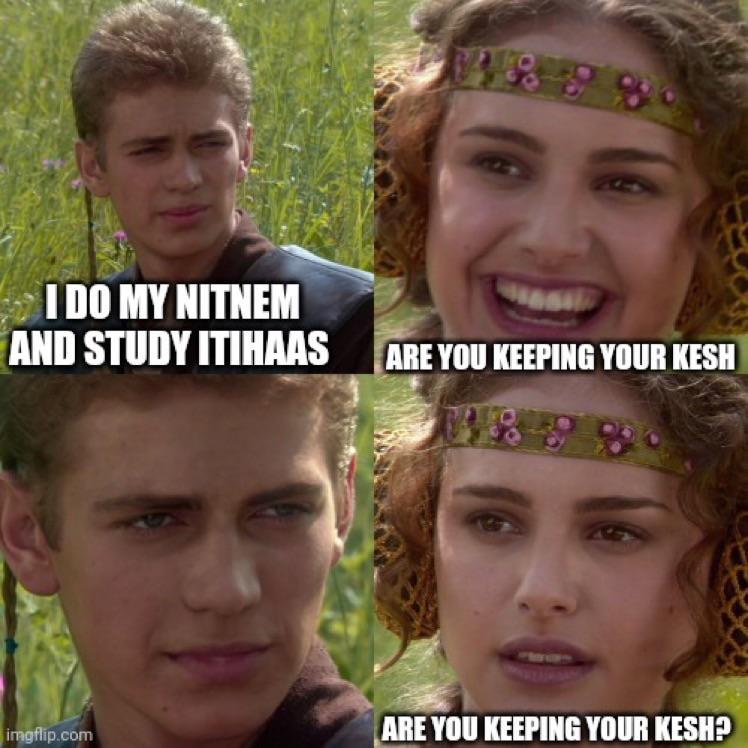 I DO MY NITNEM
AND STUDY ITIHAAS
ARE YOU KEEPING YOUR KESH
ARE YOU KEEPING YOUR KESH?
imgflip.com